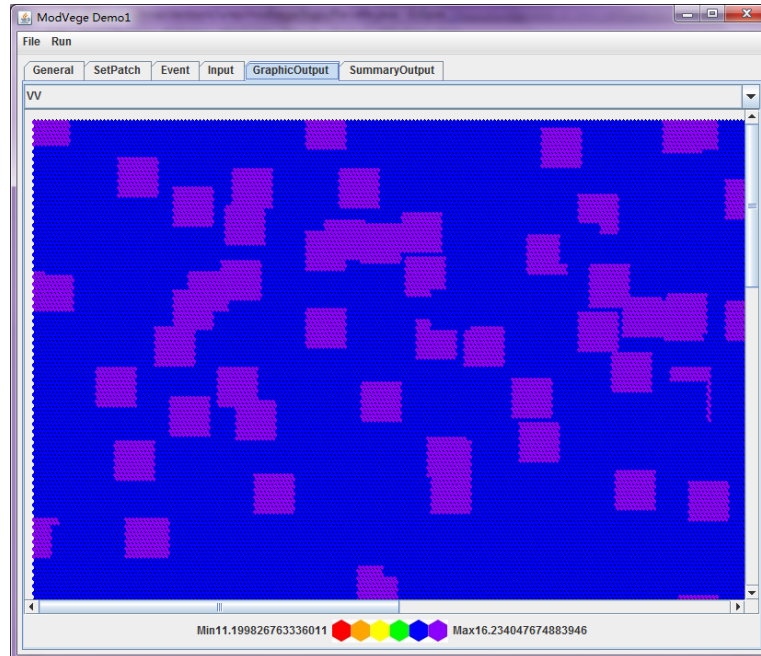 ModVege Demo1
File Run
General SetPatch Event Input GraphicOutput SummaryOutput
VV
Min11.199826763336011 Max16.234047674883946